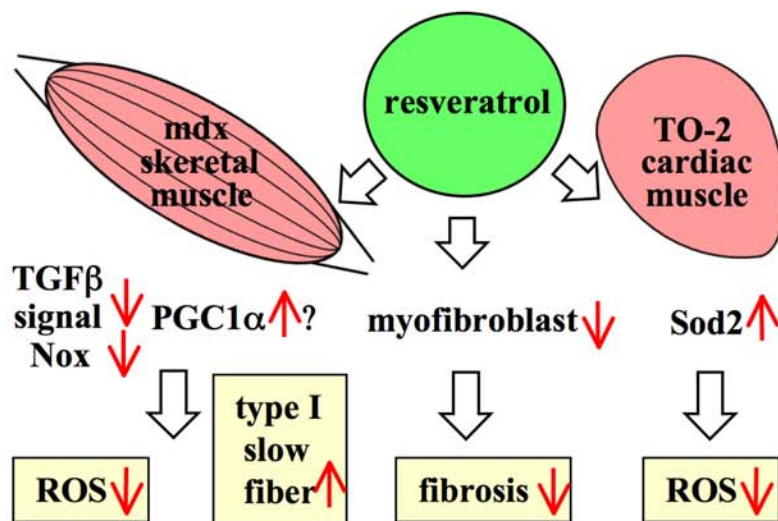 resveratrol
mdx
skeretal
muscle
TO-2
cardiac
muscle
TGFβ
signal
Nox
PGC1α ?
myofibroblast
Sod2
ROS
type I
slow
fiber
fibrosis
ROS